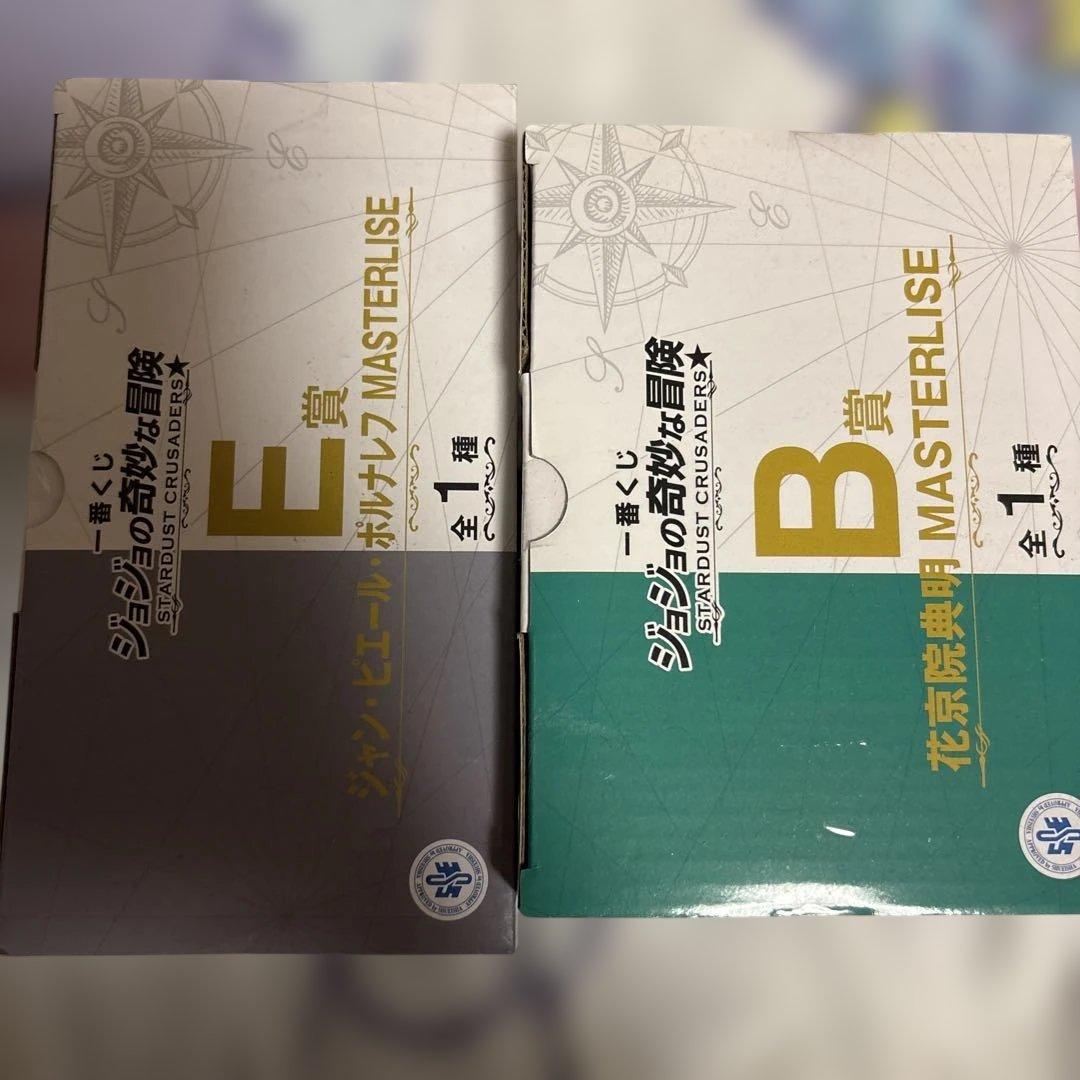 一番くじ
ジョジョの奇妙な冒険
STARDUST CRUSADERS★
E賞
ジャン・ピエール・ポルナレフ MASTERLISE
全1種
一番くじ
ジョジョの奇妙な冒険
STARDUST CRUSADERS★
B賞
花京院典明 MASTERLISE
全1種